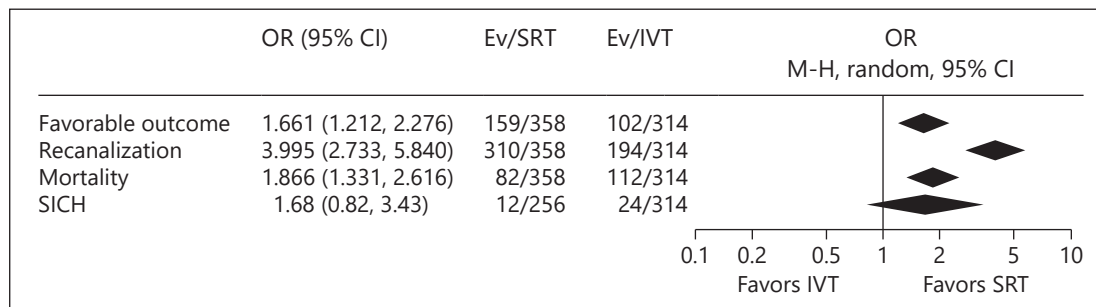 OR (95% CI) Ev/SRT Ev/IVT OR
M-H, random, 95% CI
Favorable outcome 1.661 (1.212, 2.276) 159/358 102/314
Recanalization 3.995 (2.733, 5.840) 310/358 194/314
Mortality 1.866 (1.331, 2.616) 82/358 112/314
SICH 1.68 (0.82, 3.43) 12/256 24/314
0.1 0.2 0.5 1 2 5 10
Favors IVT Favors SRT